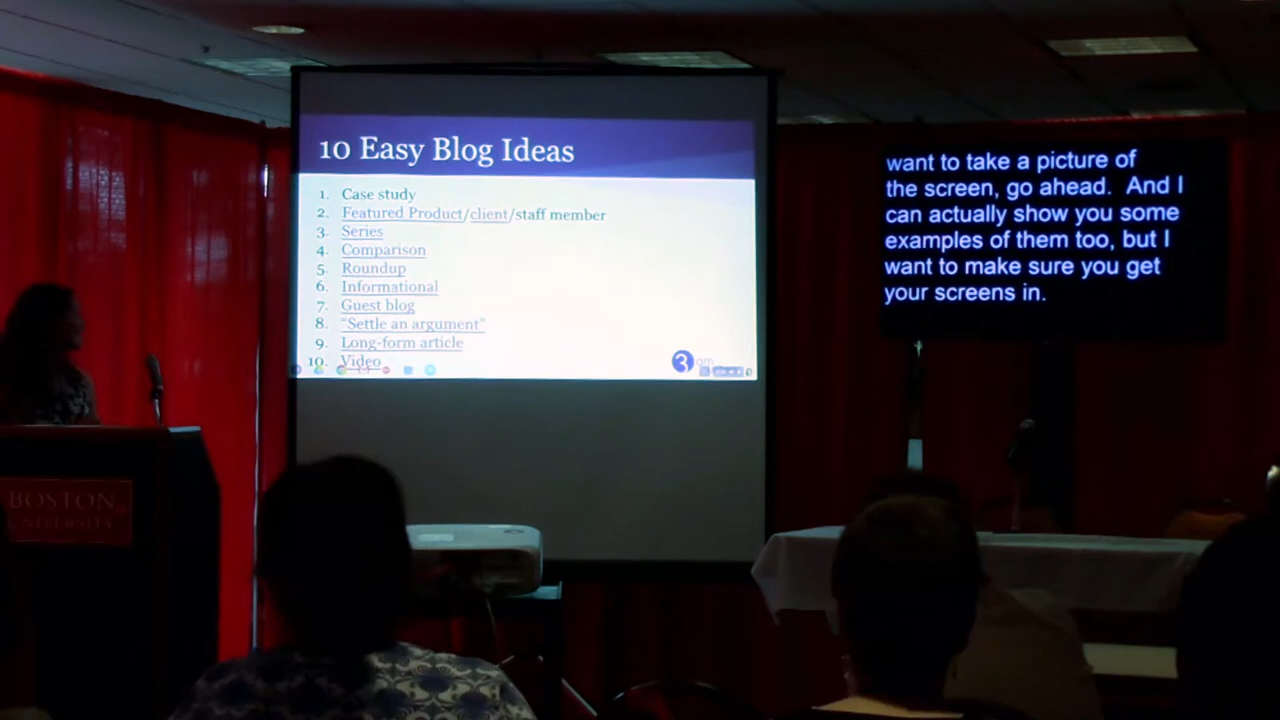 10 Easy Blog Ideas
1. Case study
2. Featured Product/client/staff member
3. Series
4. Comparison
5. Roundup
6. Informational
7. Guest blog
8. "Settle an argument"
9. Long-form article
10. Video
3
want to take a picture of
the screen, go ahead. And I
can actually show you some
examples of them too, but I
want to make sure you get
your screens in.
BOSTON
UNIVERSITY